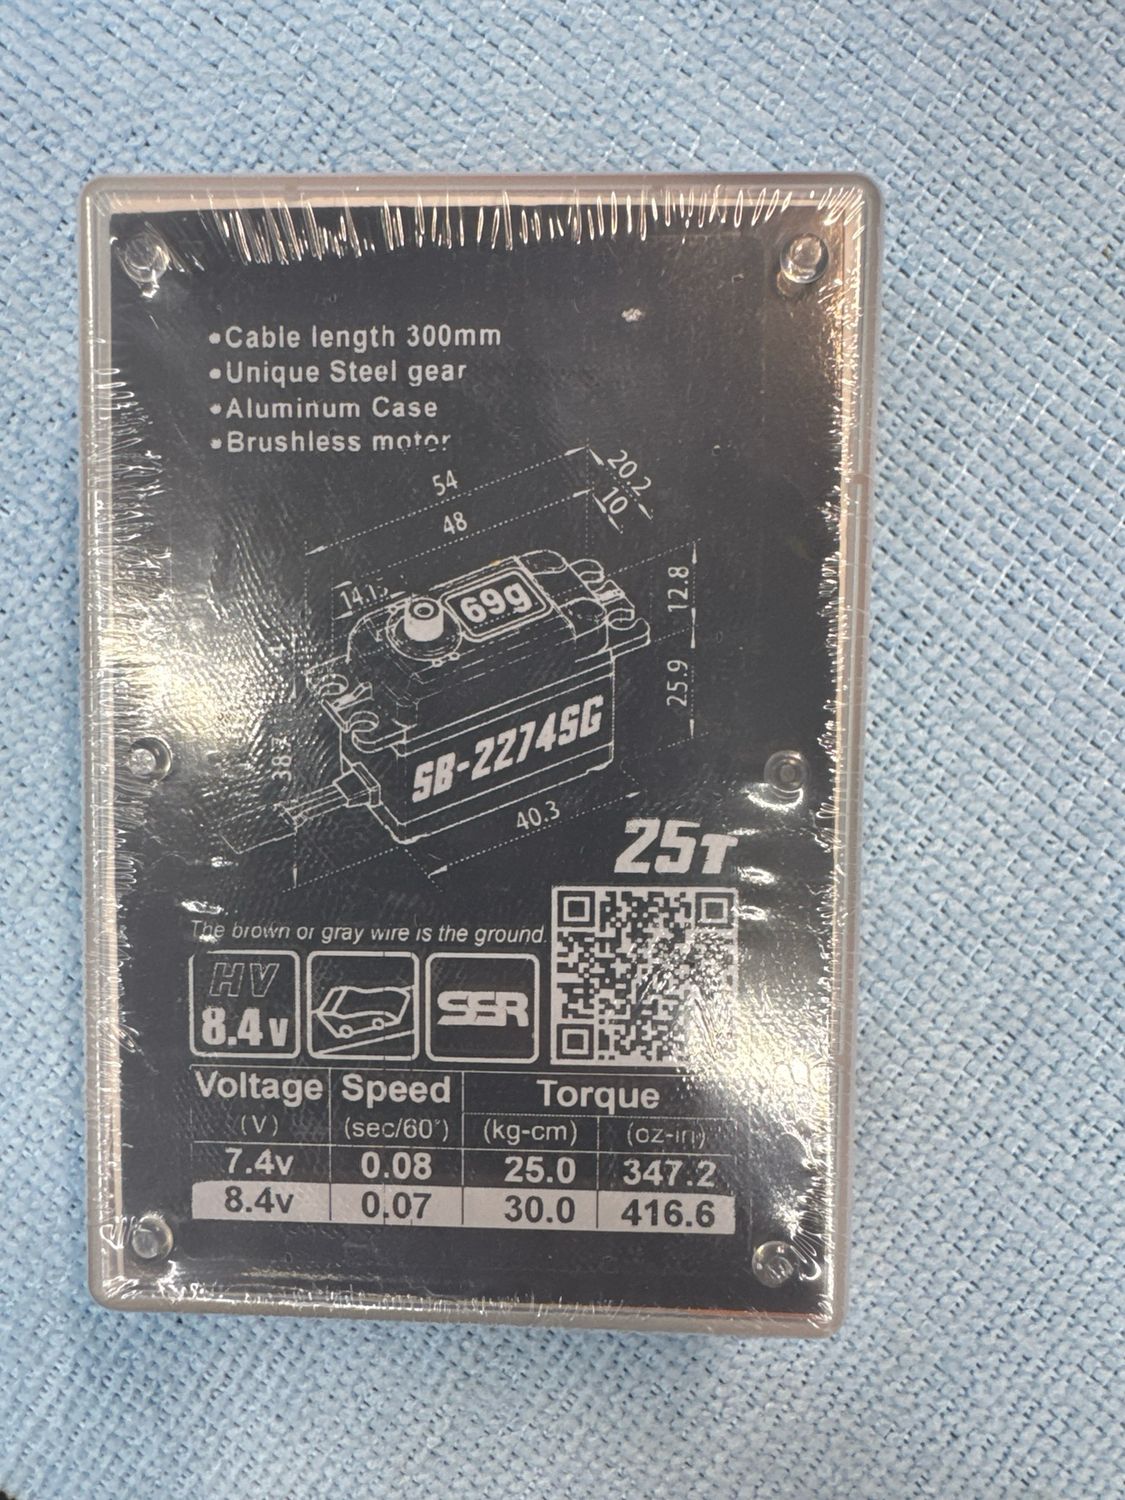 •Cable length 300mm
•Unique Steel gear
•Aluminum Case
•Brushless motor
54
20.2
48
10
14.15
69g
12.8
25.9
SB-2274SG
40.3
25T
The brown or gray wire is the ground.
HV
8.4v
SSR
Voltage Speed Torque
(V) (sec/60°) (kg-cm) (oz-in)
7.4v 0.08 25.0 347.2
8.4v 0.07 30.0 416.6